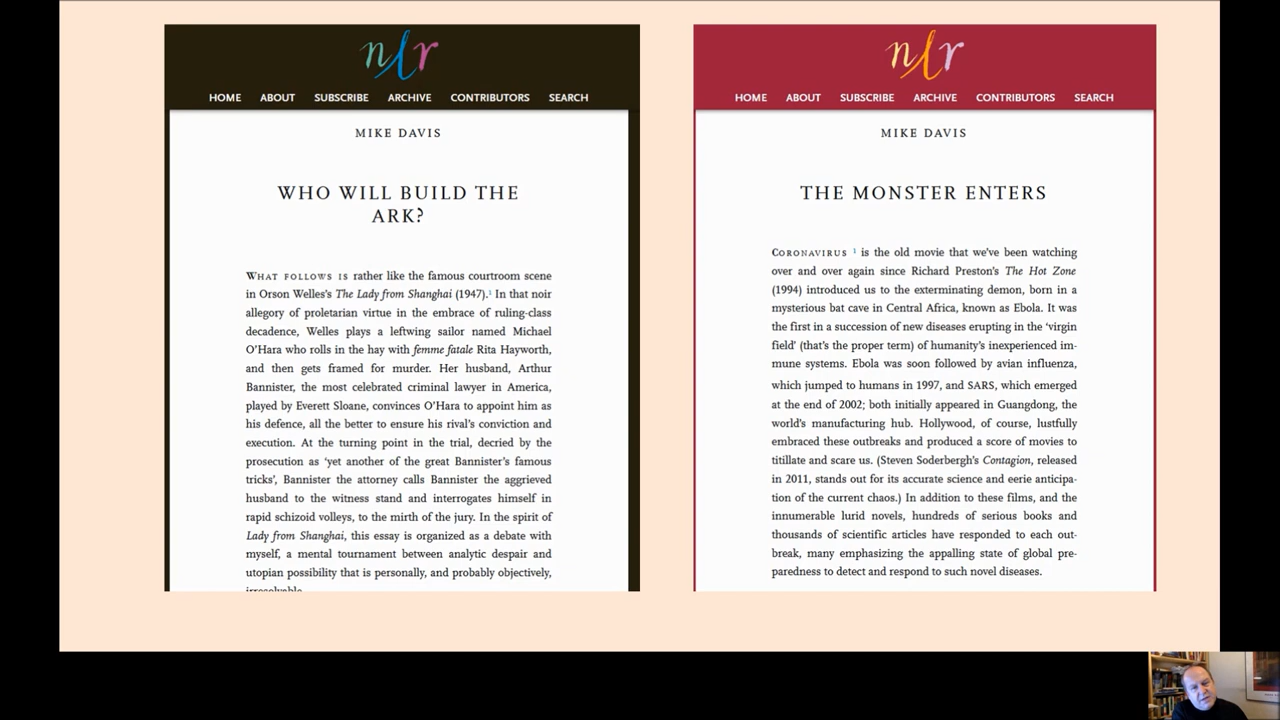 nlr
HOME ABOUT SUBSCRIBE ARCHIVE CONTRIBUTORS SEARCH
MIKE DAVIS
WHO WILL BUILD THE
ARK?
WHAT FOLLOWS IS rather like the famous courtroom scene
in Orson Welles's The Lady from Shanghai (1947).¹ In that noir
allegory of proletarian virtue in the embrace of ruling-class
decadence, Welles plays a leftwing sailor named Michael
O'Hara who rolls in the hay with femme fatale Rita Hayworth,
and then gets framed for murder. Her husband, Arthur
Bannister, the most celebrated criminal lawyer in America,
played by Everett Sloane, convinces O'Hara to appoint him as
his defence, all the better to ensure his rival's conviction and
execution. At the turning point in the trial, decried by the
prosecution as 'yet another of the great Bannister's famous
tricks', Bannister the attorney calls Bannister the aggrieved
husband to the witness stand and interrogates himself in
rapid schizoid volleys, to the mirth of the jury. In the spirit of
Lady from Shanghai, this essay is organized as a debate with
myself, a mental tournament between analytic despair and
utopian possibility that is personally, and probably objectively,
irresolvable.
nlr
HOME ABOUT SUBSCRIBE ARCHIVE CONTRIBUTORS SEARCH
MIKE DAVIS
THE MONSTER ENTERS
CORONAVIRUS ¹ is the old movie that we've been watching
over and over again since Richard Preston's The Hot Zone
(1994) introduced us to the exterminating demon, born in a
mysterious bat cave in Central Africa, known as Ebola. It was
the first in a succession of new diseases erupting in the 'virgin
field' (that's the proper term) of humanity's inexperienced im-
mune systems. Ebola was soon followed by avian influenza,
which jumped to humans in 1997, and SARS, which emerged
at the end of 2002; both initially appeared in Guangdong, the
world's manufacturing hub. Hollywood, of course, lustfully
embraced these outbreaks and produced a score of movies to
titillate and scare us. (Steven Soderbergh's Contagion, released
in 2011, stands out for its accurate science and eerie anticipa-
tion of the current chaos.) In addition to these films, and the
innumerable lurid novels, hundreds of serious books and
thousands of scientific articles have responded to each out-
break, many emphasizing the appalling state of global pre-
paredness to detect and respond to such novel diseases.